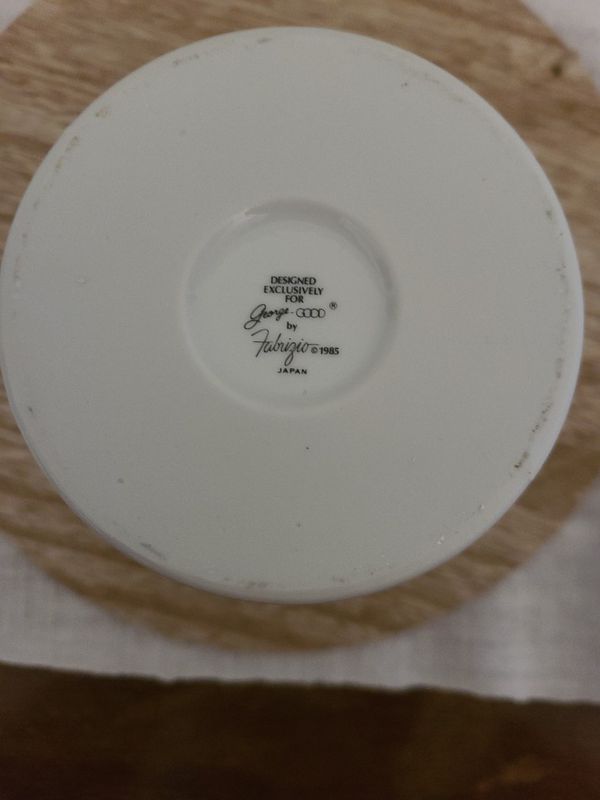 DESIGNED
EXCLUSIVELY
FOR
George-GOOD ®
by
Fabrizio © 1985
JAPAN